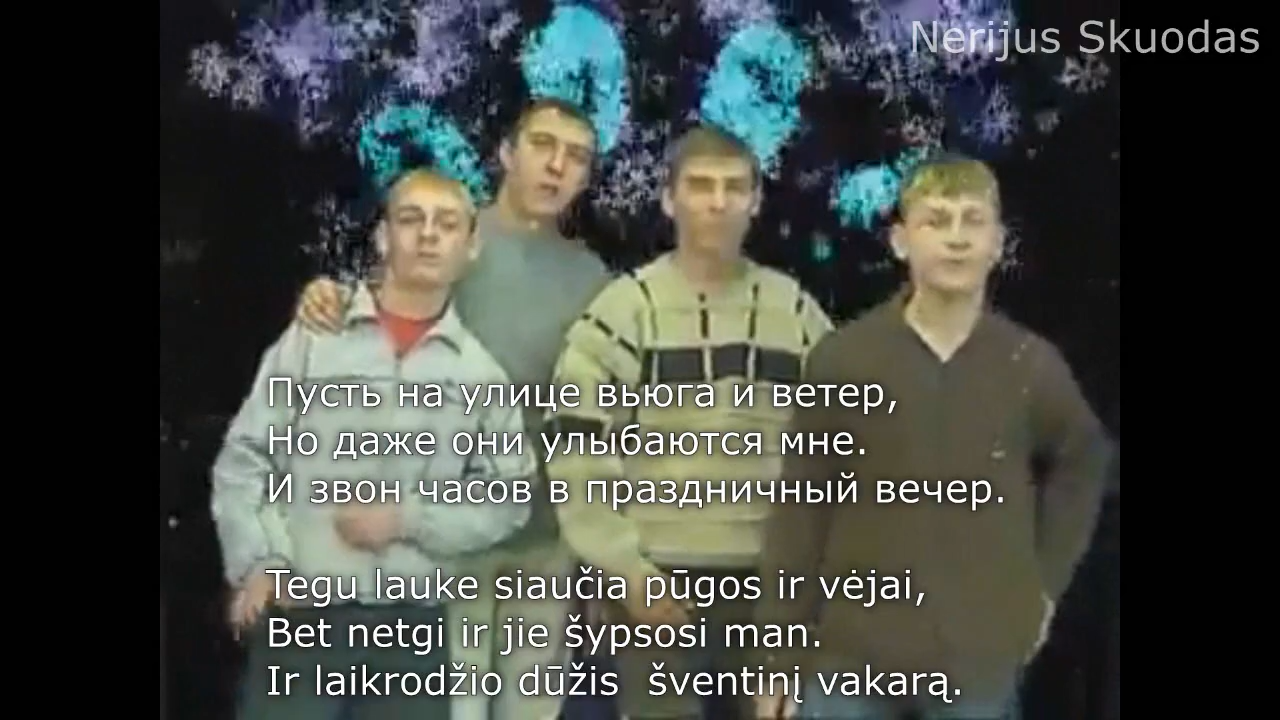 Nerijus Skuodas
Пусть на улице вьюга и ветер,
Но даже они улыбаются мне.
И звон часов в праздничный вечер.
Tegu lauke siaučia pūgos ir vėjai,
Bet netgi ir jie šypsosi man.
Ir laikrodžio dūžis  šventinį vakarą.